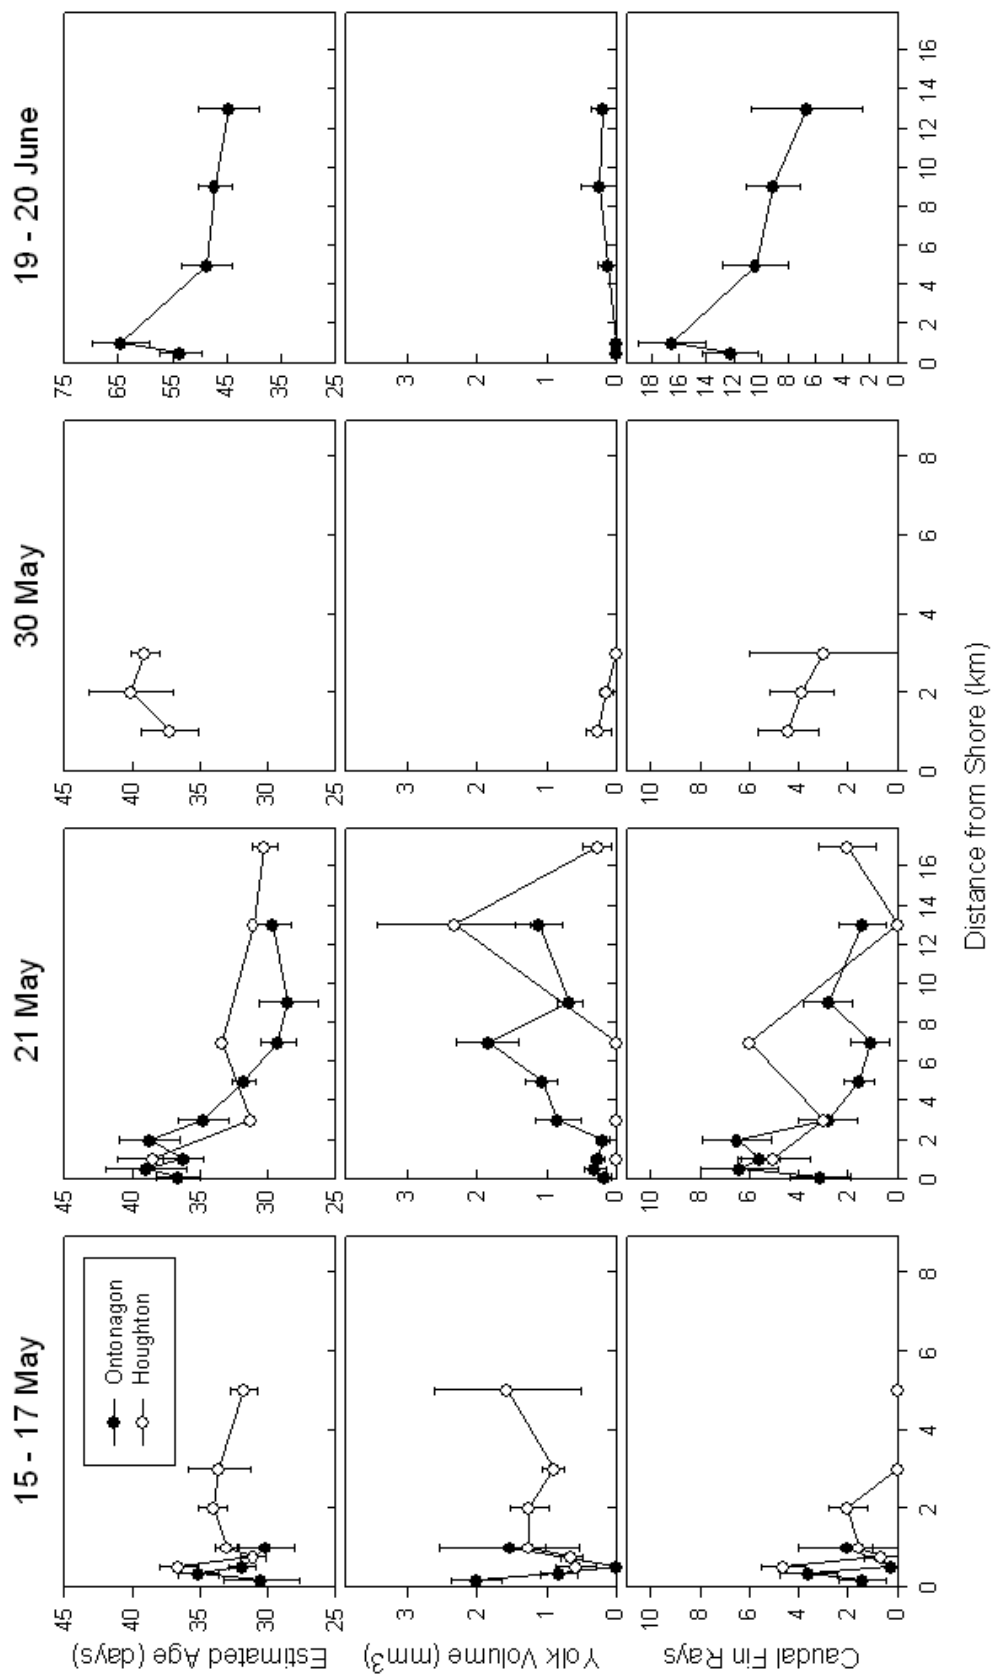 15 - 17 May
21 May
30 May
19 - 20 June
Ontonagon
Houghton
Estimated Age (days)
45 40 35 30 25
45 40 35 30 25
45 40 35 30 25
75 65 55 45 35 25
Yolk Volume (mm3)
3 2 1 0
3 2 1 0
3 2 1 0
3 2 1 0
Caudal Fin Rays
10 8 6 4 2 0
10 8 6 4 2 0
10 8 6 4 2 0
18 16 14 12 10 8 6 4 2 0
0 2 4 6 8
0 2 4 6 8 10 12 14 16
0 2 4 6 8
0 2 4 6 8 10 12 14 16
Distance from Shore (km)